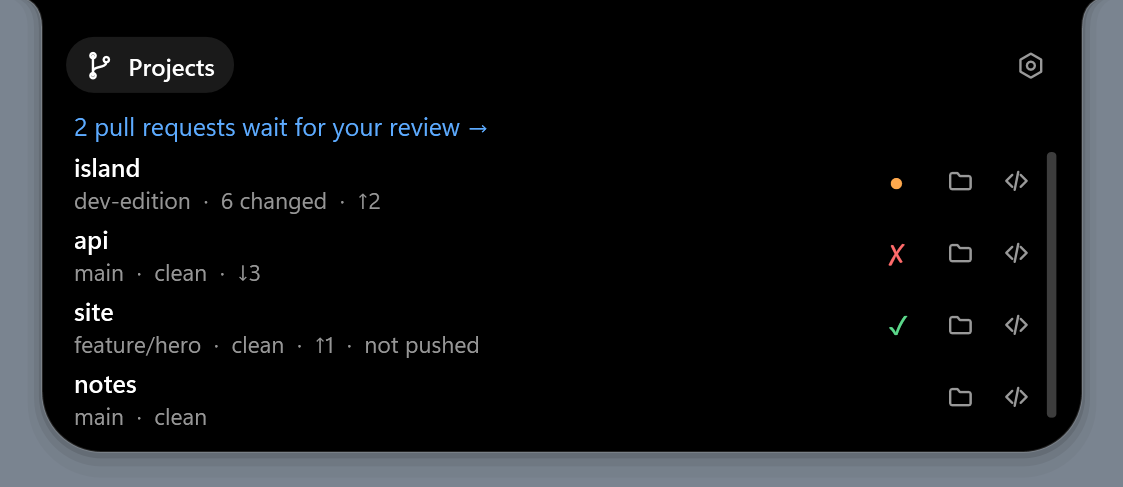 Projects
2 pull requests wait for your review →
island
dev-edition · 6 changed · ↑2
api
main · clean · ↓3
✗
site
feature/hero · clean · ↑1 · not pushed
✓
notes
main · clean